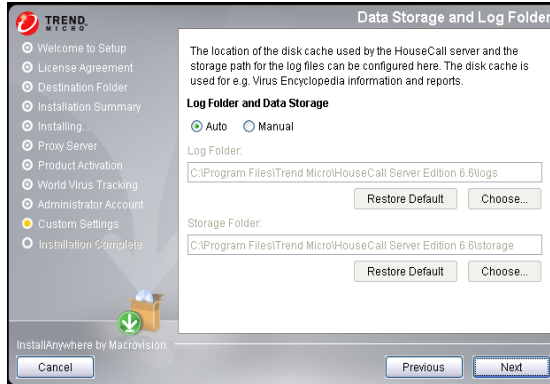 TREND
MICRO
Data Storage and Log Folder
Welcome to Setup
License Agreement
Destination Folder
Installation Summary
Installing...
Proxy Server
Product Activation
World Virus Tracking
Administrator Account
Custom Settings
Installation Complete
The location of the disk cache used by the HouseCall server and the
storage path for the log files can be configured here. The disk cache is
used for e.g. Virus Encyclopedia information and reports.
Log Folder and Data Storage
Auto Manual
Log Folder:
C:\Program Files\Trend Micro\HouseCall Server Edition 6.6\logs
Restore Default Choose...
Storage Folder:
C:\Program Files\Trend Micro\HouseCall Server Edition 6.6\storage
Restore Default Choose...
InstallAnywhere by Macrovision
Cancel Previous Next